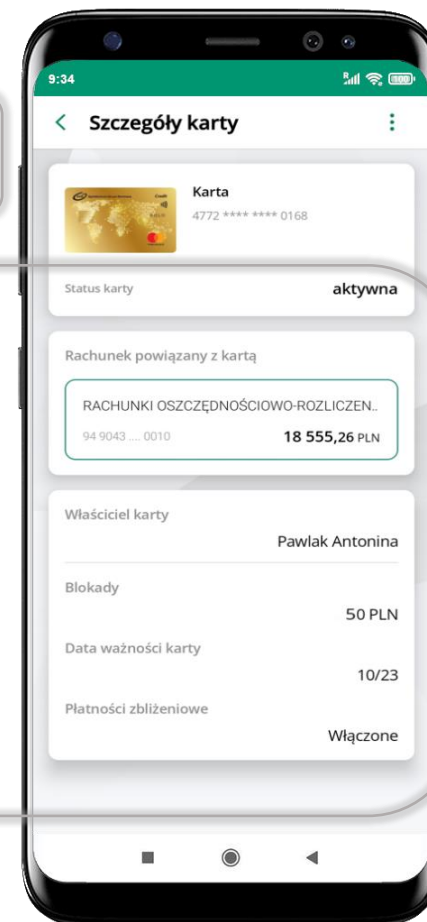 9:34
Szczegóły karty
Credit
Karta
4772 **** **** 0168
Status karty
aktywna
Rachunek powiązany z kartą
RACHUNKI OSZCZĘDNOŚCIOWO-ROZLICZEN..
94 9043 .... 0010
18 555,26 PLN
Właściciel karty
Pawlak Antonina
Blokady
50 PLN
Data ważności karty
10/23
Płatności zbliżeniowe
Włączone